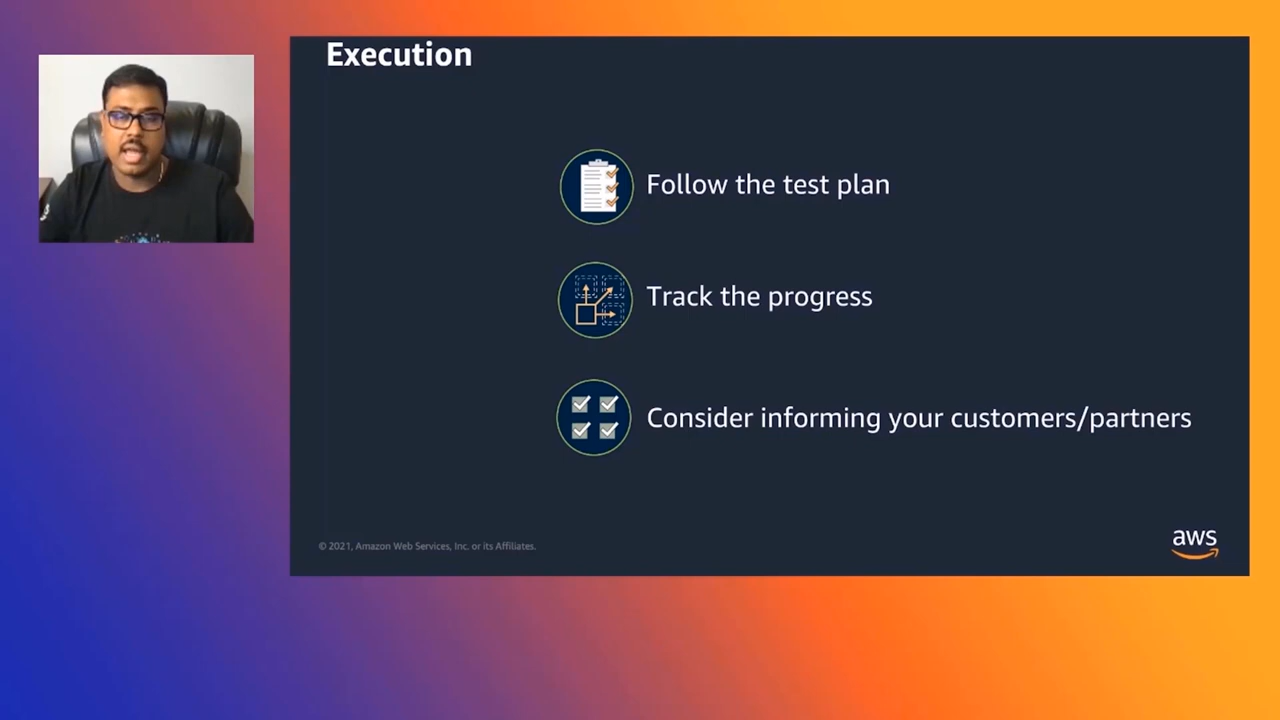 Execution
Follow the test plan
Track the progress
Consider informing your customers/partners
© 2021, Amazon Web Services, Inc. or its Affiliates.
aws